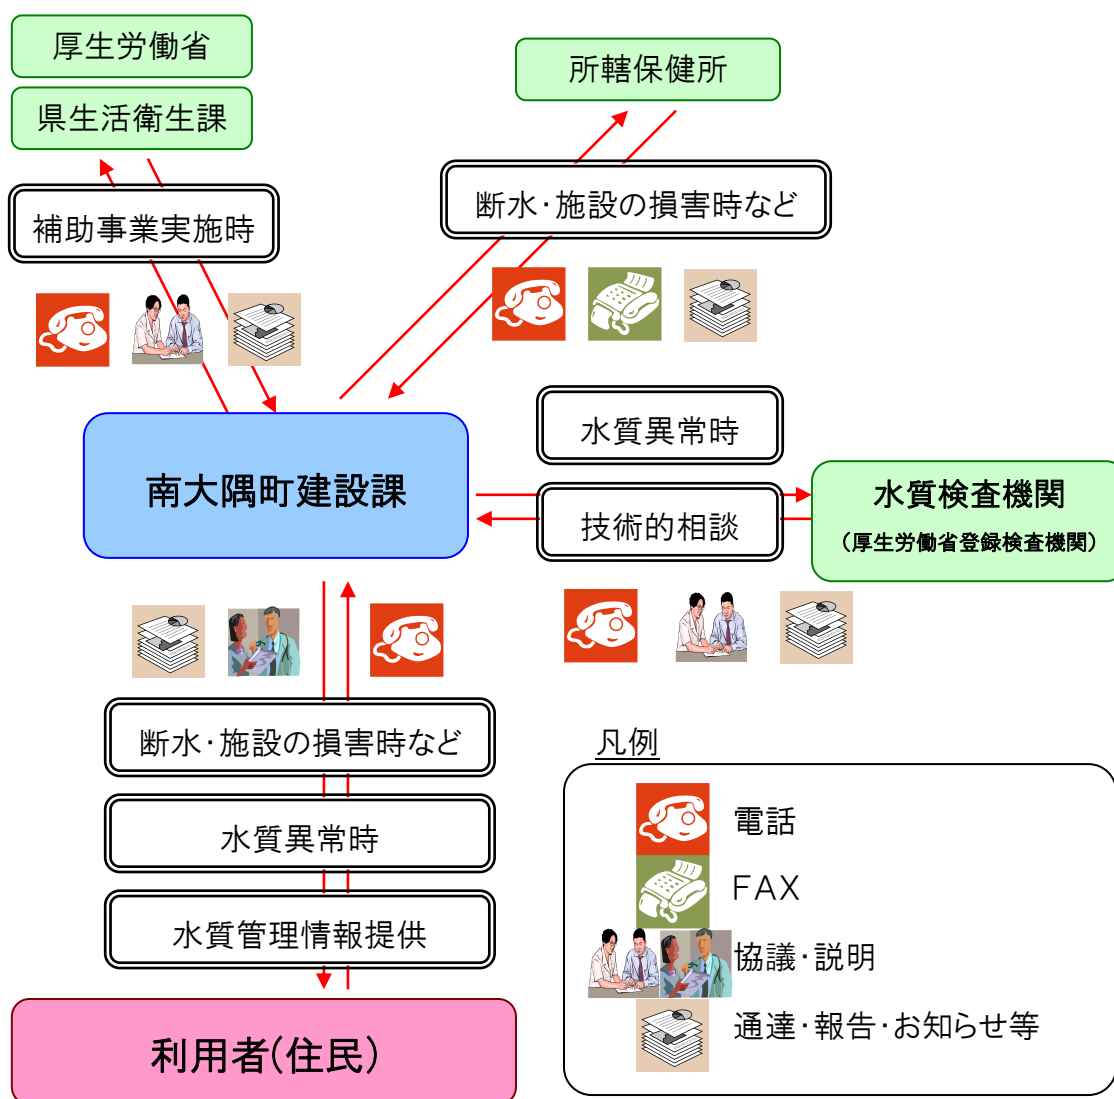 厚生労働省
県生活衛生課
所轄保健所
補助事業実施時
断水・施設の損害時など
水質異常時
南大隅町建設課
技術的相談
水質検査機関
（厚生労働省登録検査機関）
断水・施設の損害時など
水質異常時
水質管理情報提供
利用者(住民)
凡例
電話
FAX
協議・説明
通達・報告・お知らせ等